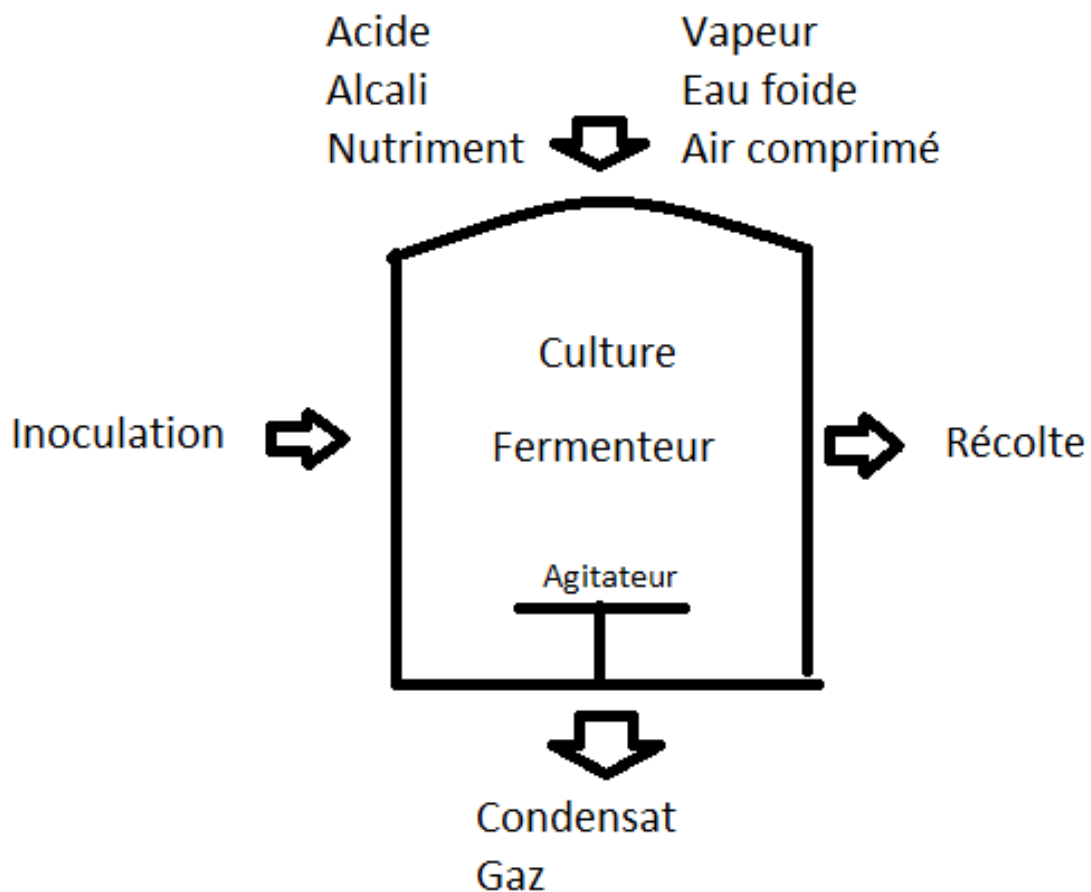 Acide
Alcali
Nutriment
Vapeur
Eau foide
Air comprimé
Culture
Fermenteur
Inoculation
Récolte
Agitateur
Condensat
Gaz